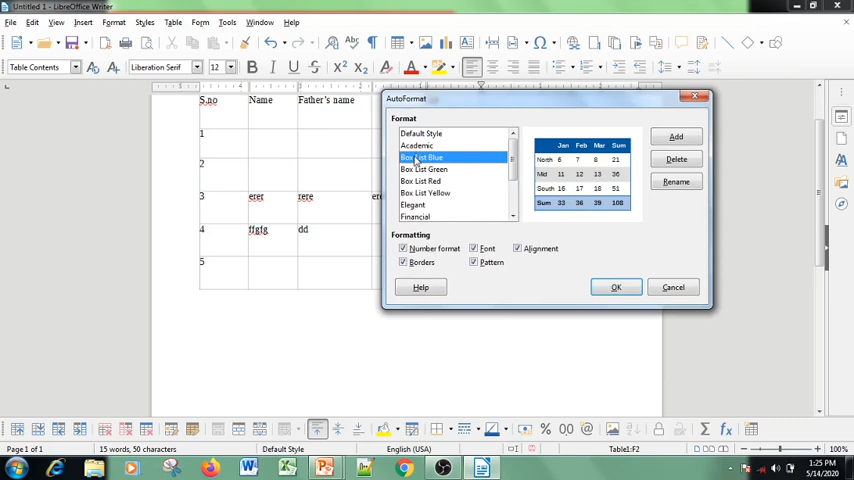 Untitled 1 - LibreOffice Writer
File Edit View Insert Format Styles Table Form Tools Window Help
Table Contents Liberation Serif 12
S.no Name Father's name
1
2
3 erer rere ere
4 ffgfg dd
5
AutoFormat
Format
Default Style
Academic
Box List Blue
Box List Green
Box List Red
Box List Yellow
Elegant
Financial
Jan Feb Mar Sum
North 6 7 8 21
Mid 11 12 13 36
South 16 17 18 51
Sum 33 36 39 108
Add
Delete
Rename
Formatting
Number format Font Alignment
Borders Pattern
Help OK Cancel
Page 1 of 1 15 words, 50 characters Default Style English (USA) Table1:F2 100%
1:25 PM
5/14/2020